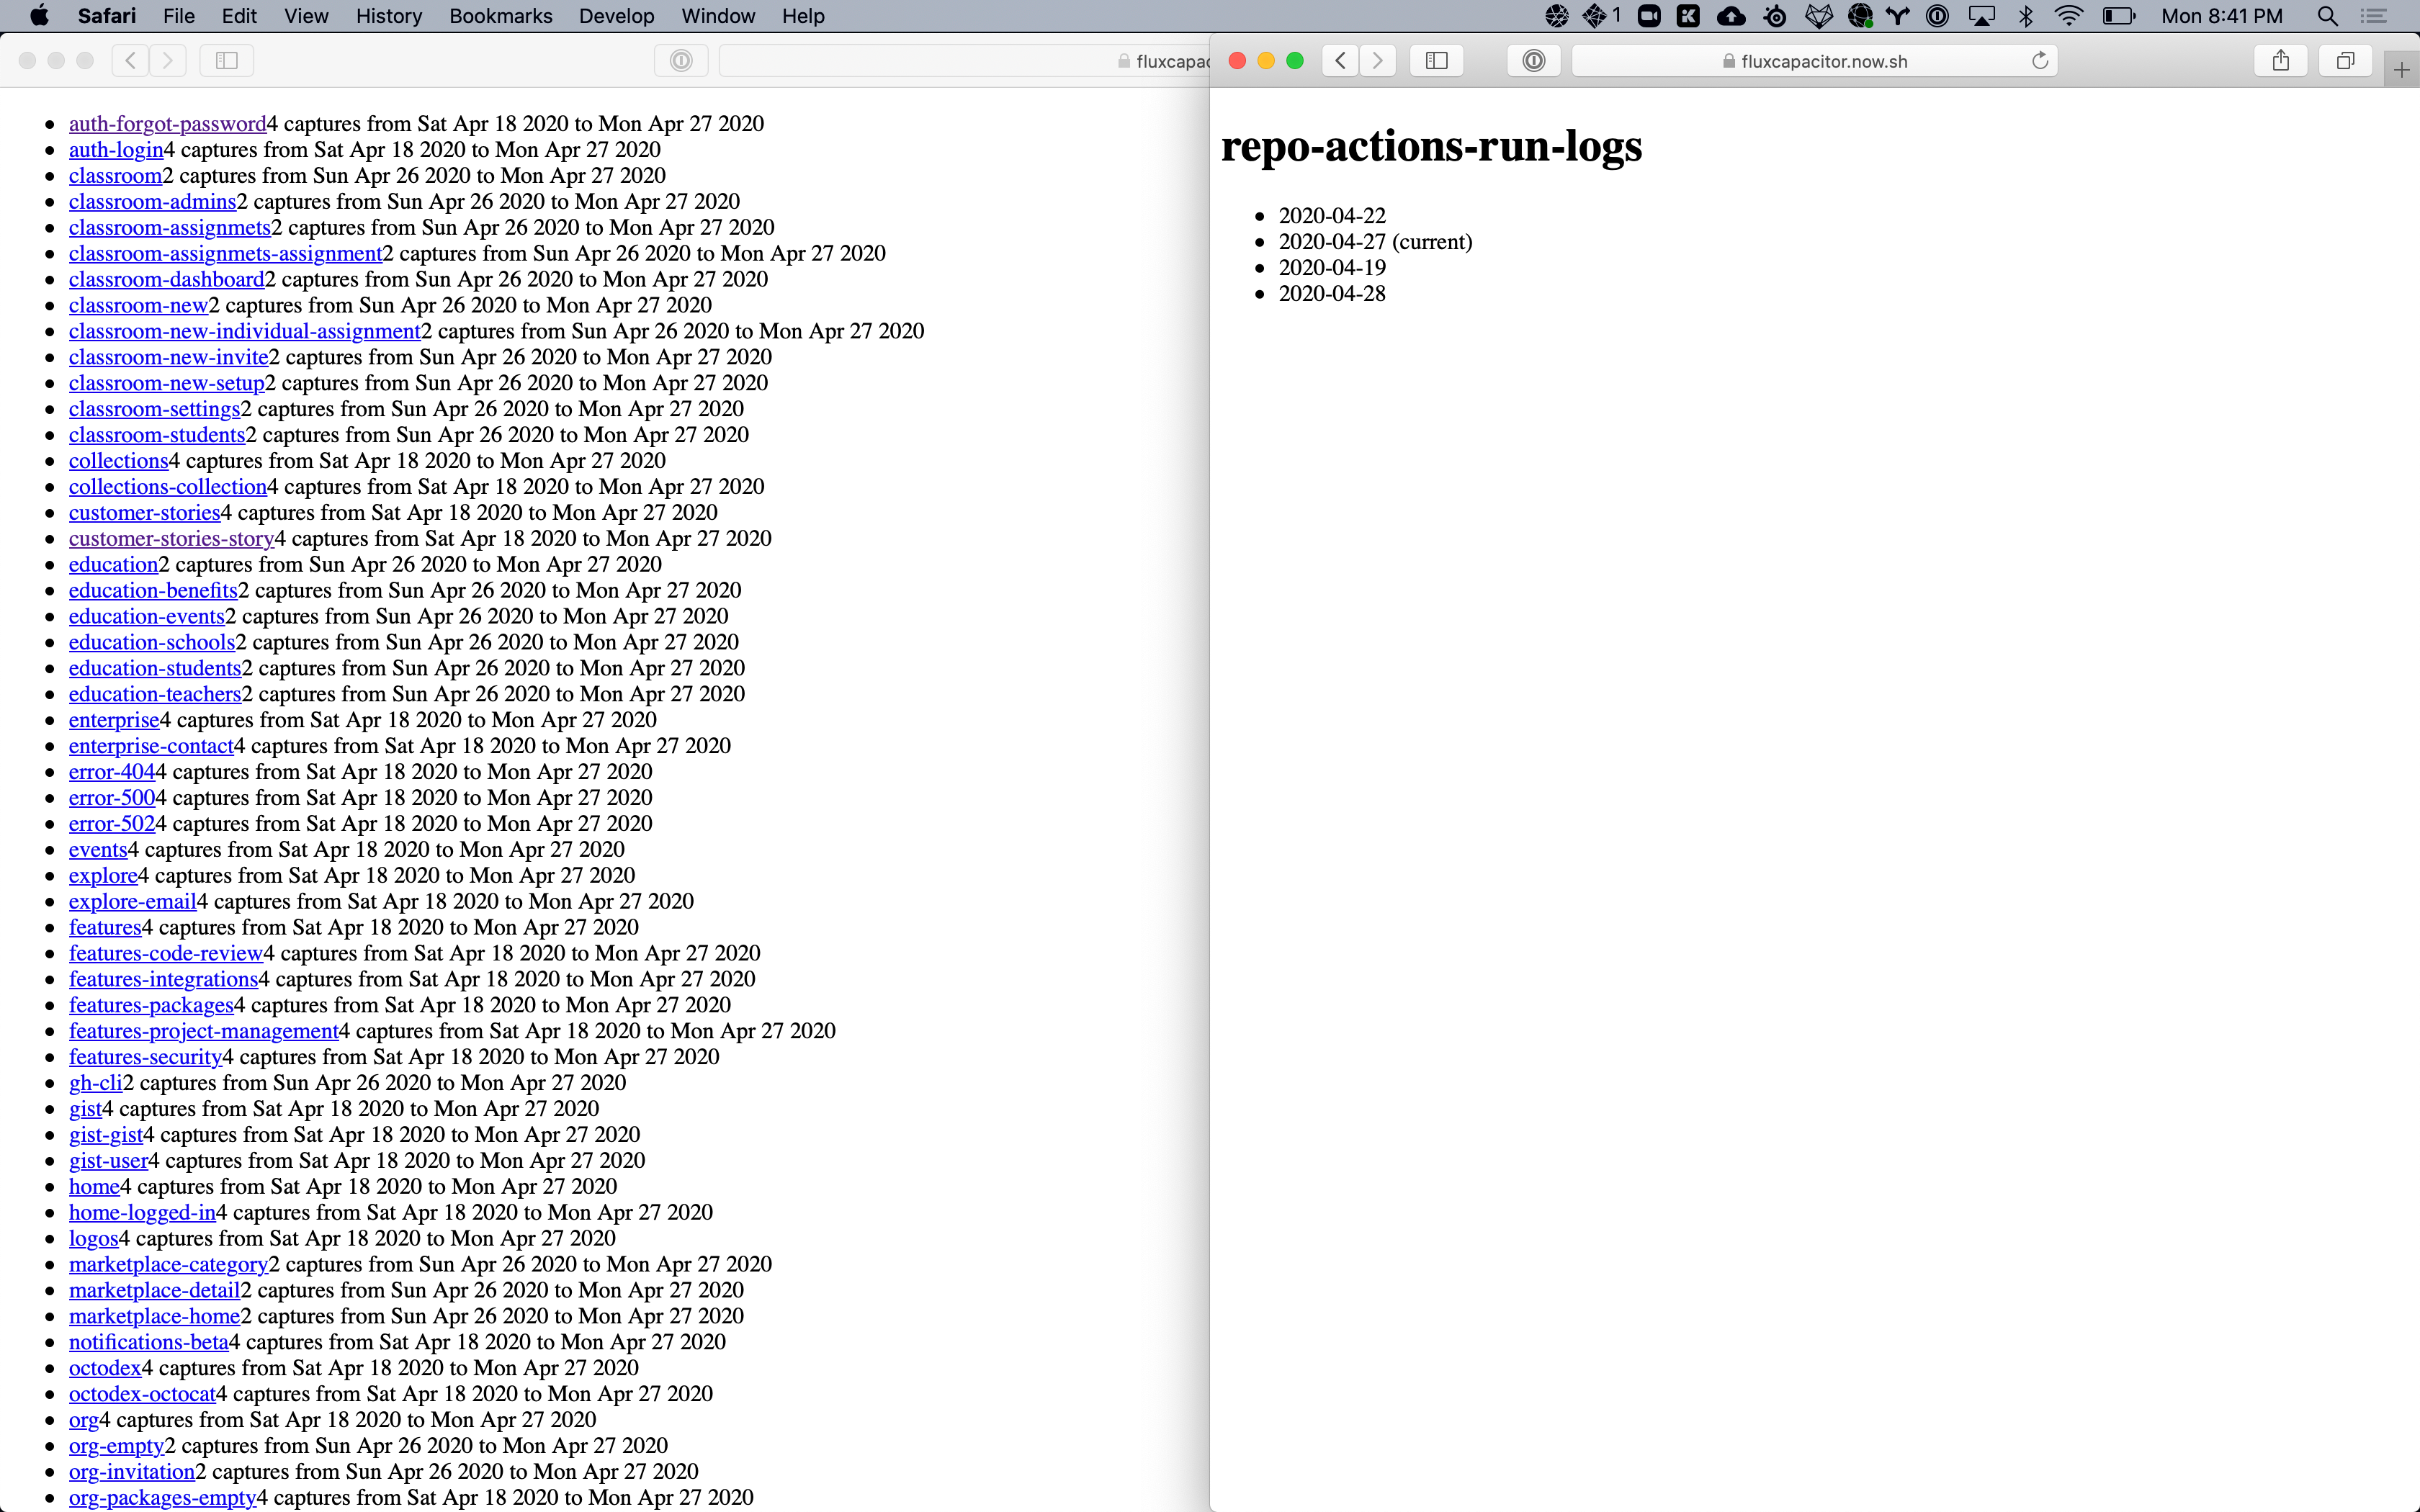 Safari File Edit View History Bookmarks Develop Window Help 1 Mon 8:41 PM
fluxcapac
fluxcapacitor.now.sh
auth-forgot-password4 captures from Sat Apr 18 2020 to Mon Apr 27 2020
auth-login4 captures from Sat Apr 18 2020 to Mon Apr 27 2020
classroom2 captures from Sun Apr 26 2020 to Mon Apr 27 2020
classroom-admins2 captures from Sun Apr 26 2020 to Mon Apr 27 2020
classroom-assignmets2 captures from Sun Apr 26 2020 to Mon Apr 27 2020
classroom-assignmets-assignment2 captures from Sun Apr 26 2020 to Mon Apr 27 2020
classroom-dashboard2 captures from Sun Apr 26 2020 to Mon Apr 27 2020
classroom-new2 captures from Sun Apr 26 2020 to Mon Apr 27 2020
classroom-new-individual-assignment2 captures from Sun Apr 26 2020 to Mon Apr 27 2020
classroom-new-invite2 captures from Sun Apr 26 2020 to Mon Apr 27 2020
classroom-new-setup2 captures from Sun Apr 26 2020 to Mon Apr 27 2020
classroom-settings2 captures from Sun Apr 26 2020 to Mon Apr 27 2020
classroom-students2 captures from Sun Apr 26 2020 to Mon Apr 27 2020
collections4 captures from Sat Apr 18 2020 to Mon Apr 27 2020
collections-collection4 captures from Sat Apr 18 2020 to Mon Apr 27 2020
customer-stories4 captures from Sat Apr 18 2020 to Mon Apr 27 2020
customer-stories-story4 captures from Sat Apr 18 2020 to Mon Apr 27 2020
education2 captures from Sun Apr 26 2020 to Mon Apr 27 2020
education-benefits2 captures from Sun Apr 26 2020 to Mon Apr 27 2020
education-events2 captures from Sun Apr 26 2020 to Mon Apr 27 2020
education-schools2 captures from Sun Apr 26 2020 to Mon Apr 27 2020
education-students2 captures from Sun Apr 26 2020 to Mon Apr 27 2020
education-teachers2 captures from Sun Apr 26 2020 to Mon Apr 27 2020
enterprise4 captures from Sat Apr 18 2020 to Mon Apr 27 2020
enterprise-contact4 captures from Sat Apr 18 2020 to Mon Apr 27 2020
error-4044 captures from Sat Apr 18 2020 to Mon Apr 27 2020
error-5004 captures from Sat Apr 18 2020 to Mon Apr 27 2020
error-5024 captures from Sat Apr 18 2020 to Mon Apr 27 2020
events4 captures from Sat Apr 18 2020 to Mon Apr 27 2020
explore4 captures from Sat Apr 18 2020 to Mon Apr 27 2020
explore-email4 captures from Sat Apr 18 2020 to Mon Apr 27 2020
features4 captures from Sat Apr 18 2020 to Mon Apr 27 2020
features-code-review4 captures from Sat Apr 18 2020 to Mon Apr 27 2020
features-integrations4 captures from Sat Apr 18 2020 to Mon Apr 27 2020
features-packages4 captures from Sat Apr 18 2020 to Mon Apr 27 2020
features-project-management4 captures from Sat Apr 18 2020 to Mon Apr 27 2020
features-security4 captures from Sat Apr 18 2020 to Mon Apr 27 2020
gh-cli2 captures from Sun Apr 26 2020 to Mon Apr 27 2020
gist4 captures from Sat Apr 18 2020 to Mon Apr 27 2020
gist-gist4 captures from Sat Apr 18 2020 to Mon Apr 27 2020
gist-user4 captures from Sat Apr 18 2020 to Mon Apr 27 2020
home4 captures from Sat Apr 18 2020 to Mon Apr 27 2020
home-logged-in4 captures from Sat Apr 18 2020 to Mon Apr 27 2020
logos4 captures from Sat Apr 18 2020 to Mon Apr 27 2020
marketplace-category2 captures from Sun Apr 26 2020 to Mon Apr 27 2020
marketplace-detail2 captures from Sun Apr 26 2020 to Mon Apr 27 2020
marketplace-home2 captures from Sun Apr 26 2020 to Mon Apr 27 2020
notifications-beta4 captures from Sat Apr 18 2020 to Mon Apr 27 2020
octodex4 captures from Sat Apr 18 2020 to Mon Apr 27 2020
octodex-octocat4 captures from Sat Apr 18 2020 to Mon Apr 27 2020
org4 captures from Sat Apr 18 2020 to Mon Apr 27 2020
org-empty2 captures from Sun Apr 26 2020 to Mon Apr 27 2020
org-invitation2 captures from Sun Apr 26 2020 to Mon Apr 27 2020
org-packages-empty4 captures from Sat Apr 18 2020 to Mon Apr 27 2020
repo-actions-run-logs
2020-04-22
2020-04-27 (current)
2020-04-19
2020-04-28